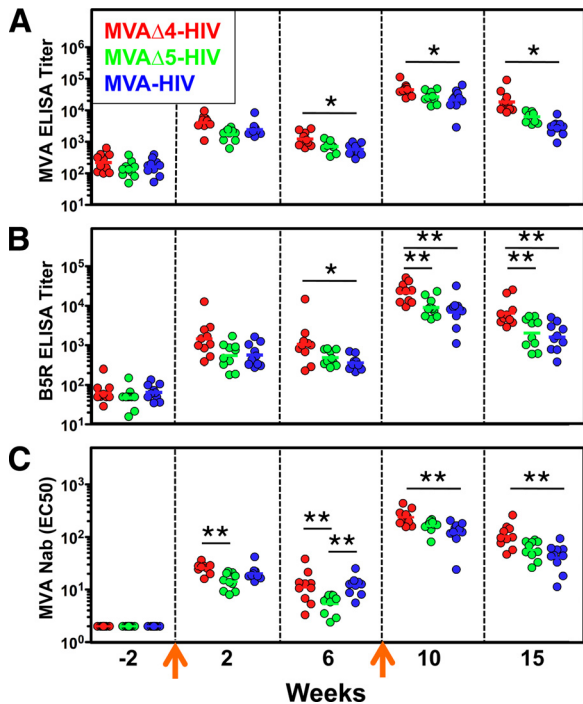 A
MVAΔ4-HIV
MVAΔ5-HIV
MVA-HIV
MVA ELISA Titer
10⁶
10⁵
10⁴
10³
10²
10¹
*
*
*
B
B5R ELISA Titer
10⁵
10⁴
10³
10²
10¹
*
**
**
**
**
C
MVA Nab (EC50)
10³
10²
10¹
10⁰
**
**
**
**
**
-2 2 6 10 15
Weeks